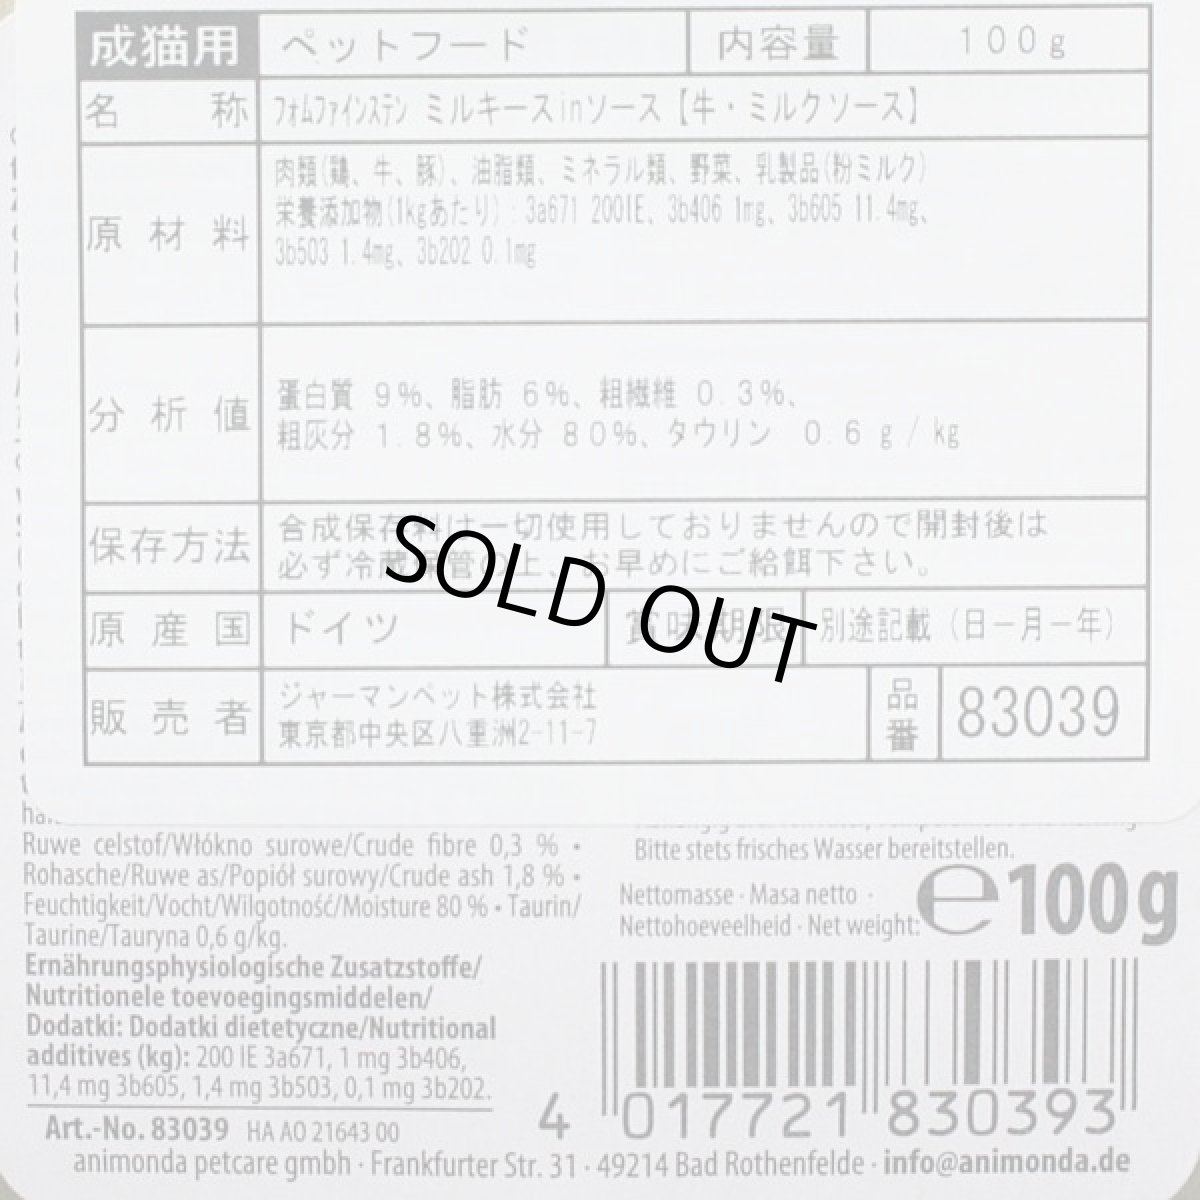 成猫用 ペットフード 内容量 100g
名称 フォムファインステン ミルキースinソース【牛・ミルクソース】
原材料 肉類(鶏、牛、豚)、油脂類、ミネラル類、野菜、乳製品(粉ミルク)
栄養添加物(1kgあたり):3a671 200IE、3b406 1mg、3b605 11.4mg、
3b503 1.4mg、3b202 0.1mg
分析値 蛋白質 9%、脂肪 6%、粗繊維 0.3%、
粗灰分 1.8%、水分 80%、タウリン 0.6g/kg
保存方法 合成保存料は一切使用しておりませんので開封後は
必ず冷蔵保管の上、お早めにご給餌下さい。
SOLD OUT
原産国 ドイツ 賞味期限 別途記載(日-月-年)
販売者 ジャーマンペット株式会社
東京都中央区八重洲2-11-7
品番 83039
Ruwe celstof/Włókno surowe/Crude fibre 0,3 % •
Rohasche/Ruwe as/Popiół surowy/Crude ash 1,8 % •
Feuchtigkeit/Vocht/Wilgotność/Moisture 80 % • Taurin/
Taurine/Tauryna 0,6 g/kg.
Ernährungsphysiologische Zusatzstoffe/
Nutritionele toevoegingsmiddelen/
Dodatki: Dodatki dietetyczne/Nutritional
additives (kg): 200 IE 3a671, 1 mg 3b406,
11,4 mg 3b605, 1,4 mg 3b503, 0,1 mg 3b202.
Art.-No. 83039 HA AO 21643 00
Bitte stets frisches Wasser bereitstellen.
Nettomasse · Masa netto ·
Nettohoeveelheid · Net weight: ℮100g
4 017721 830393
animonda petcare gmbh · Frankfurter Str. 31 · 49214 Bad Rothenfelde · info@animonda.de